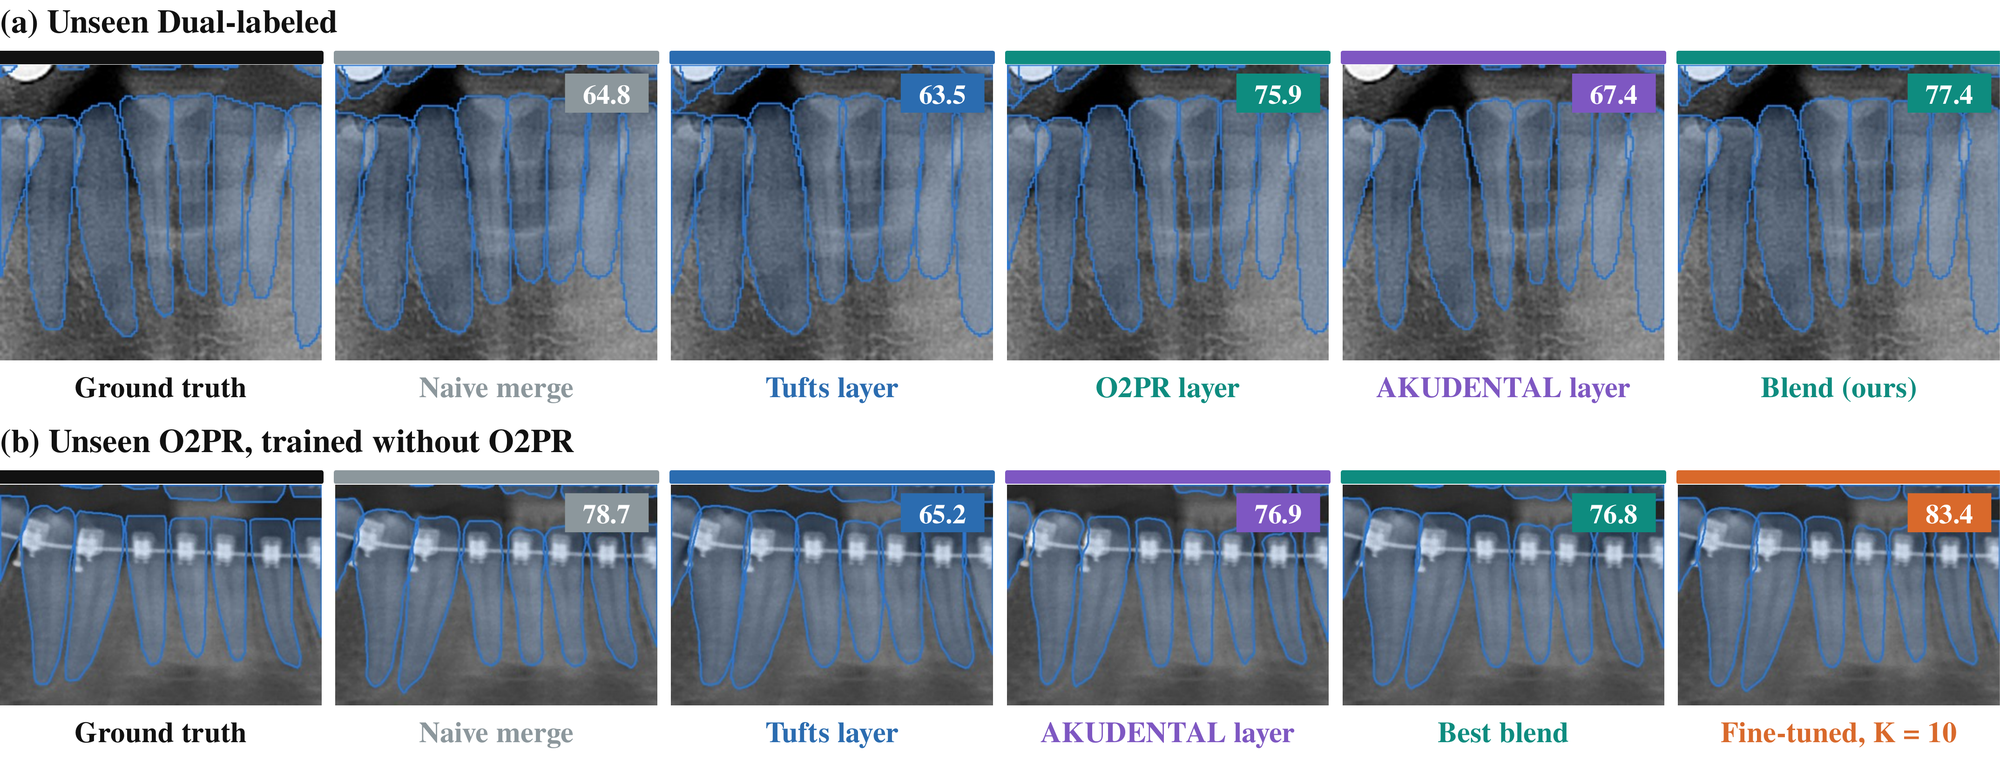 (a) Unseen Dual-labeled
64.8 63.5 75.9 67.4 77.4
Ground truth Naive merge Tufts layer O2PR layer AKUDENTAL layer Blend (ours)
(b) Unseen O2PR, trained without O2PR
78.7 65.2 76.9 76.8 83.4
Ground truth Naive merge Tufts layer AKUDENTAL layer Best blend Fine-tuned, K = 10